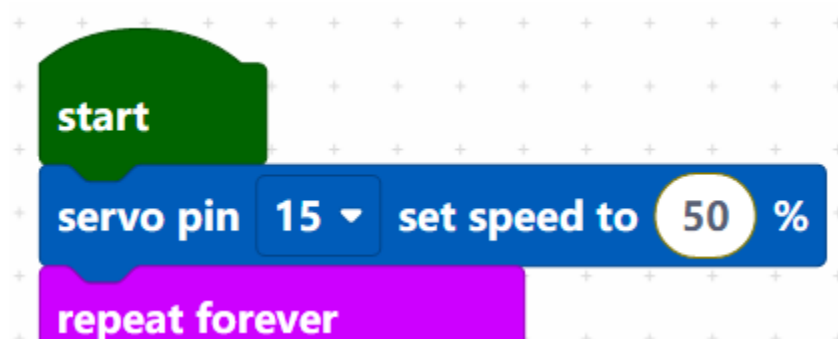 start
servo pin 15 set speed to 50 %
repeat forever